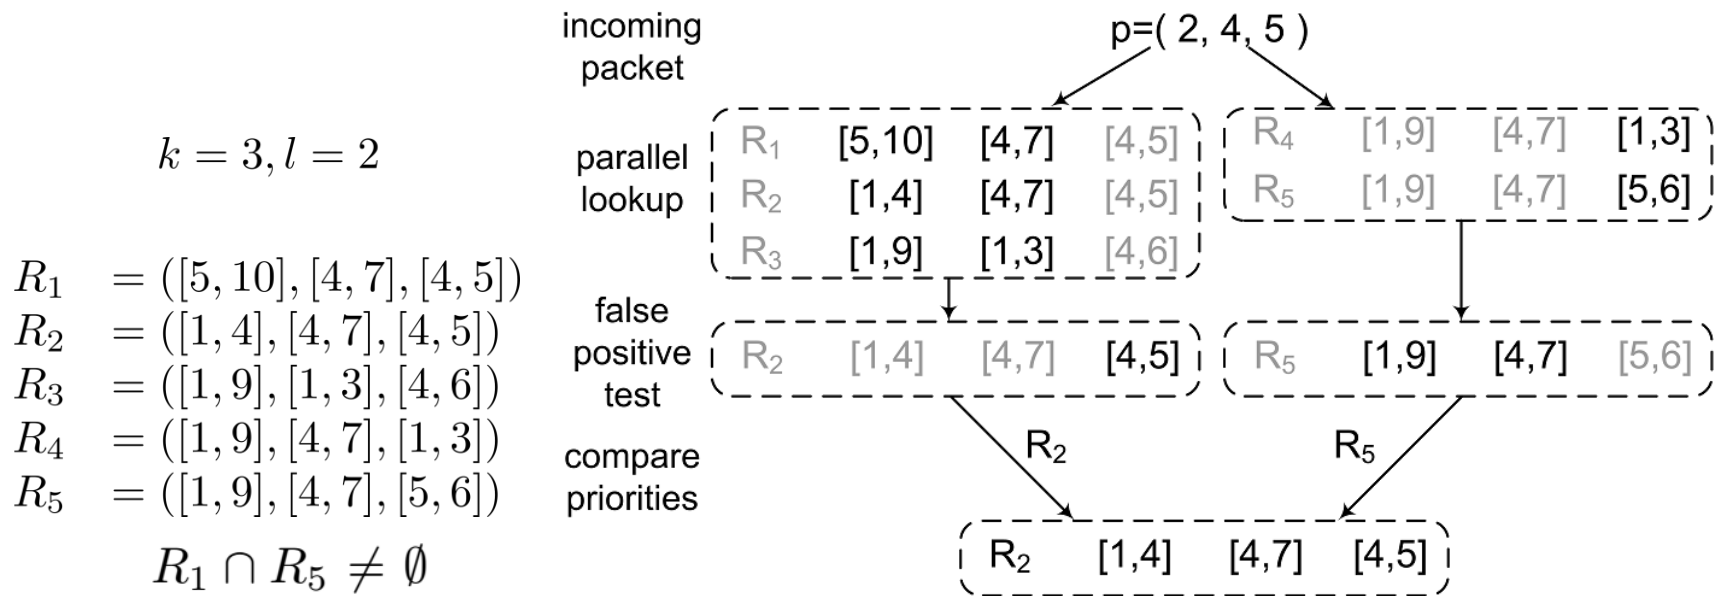 k = 3, l = 2
R₁ = ([5, 10], [4, 7], [4, 5])
R₂ = ([1, 4], [4, 7], [4, 5])
R₃ = ([1, 9], [1, 3], [4, 6])
R₄ = ([1, 9], [4, 7], [1, 3])
R₅ = ([1, 9], [4, 7], [5, 6])
R₁ ∩ R₅ ≠ ∅
incoming
packet
p=( 2, 4, 5 )
parallel
lookup
R₁ [5,10] [4,7] [4,5]
R₂ [1,4] [4,7] [4,5]
R₃ [1,9] [1,3] [4,6]
R₄ [1,9] [4,7] [1,3]
R₅ [1,9] [4,7] [5,6]
false
positive
test
R₂ [1,4] [4,7] [4,5]
R₅ [1,9] [4,7] [5,6]
compare
priorities
R₂
R₅
R₂ [1,4] [4,7] [4,5]